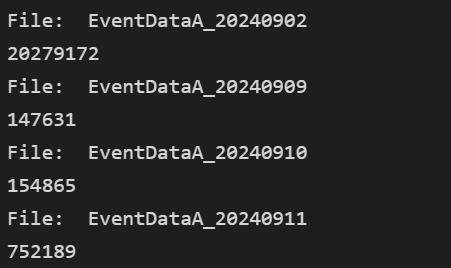 File:  EventDataA_20240902
20279172
File:  EventDataA_20240909
147631
File:  EventDataA_20240910
154865
File:  EventDataA_20240911
752189